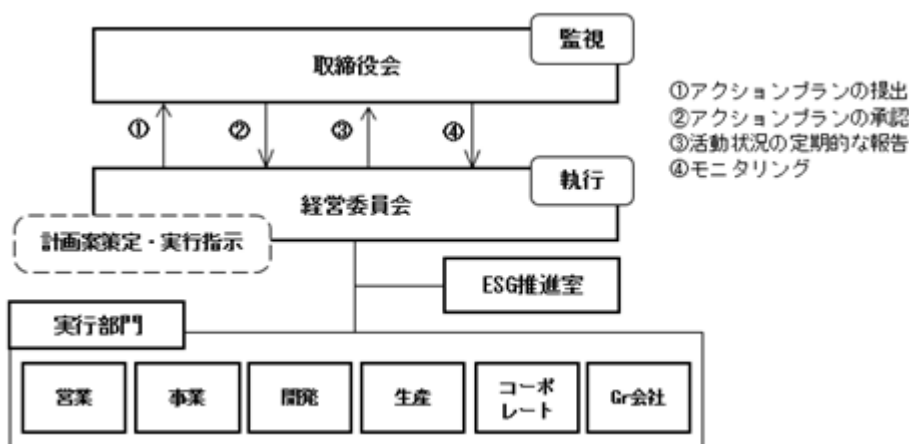 監視
取締役会
①アクションプランの提出
②アクションプランの承認
③活動状況の定期的な報告
④モニタリング
① ② ③ ④
執行
経営委員会
計画案策定・実行指示
ESG推進室
実行部門
営業 事業 開発 生産 コーポレート Gr会社